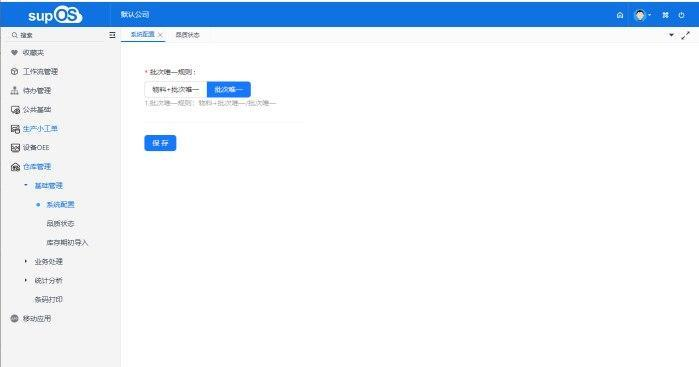 supOS 默认公司
搜索
系统配置 品质状态
收藏夹
工作流管理
待办管理
公共基础
生产小工单
设备OEE
仓库管理
基础管理
系统配置
品质状态
库存期初导入
业务处理
统计分析
条码打印
移动应用
* 批次唯一规则：
物料+批次唯一 批次唯一
1.批次唯一规则：物料+批次唯一/批次唯一
保 存